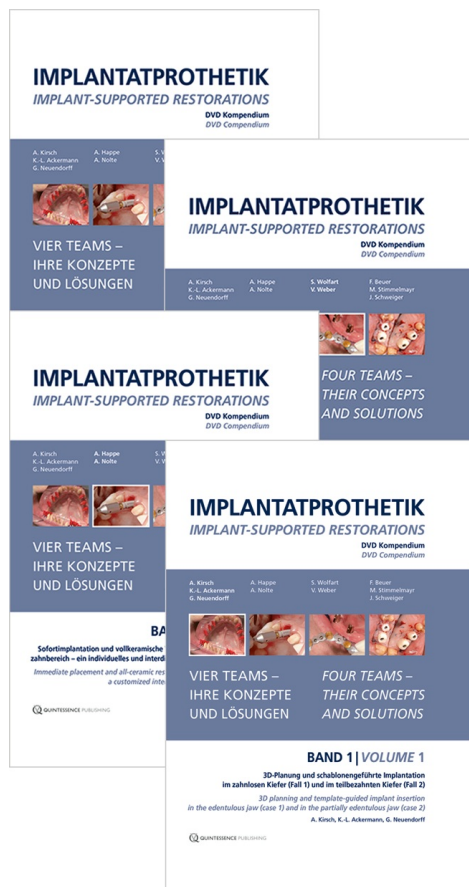 IMPLANTATPROTHETIK
IMPLANT-SUPPORTED RESTORATIONS
DVD Kompendium
DVD Compendium
A. Kirsch
K.-L. Ackermann
G. Neuendorff
A. Happe
A. Nolte
VIER TEAMS –
IHRE KONZEPTE
UND LÖSUNGEN
IMPLANTATPROTHETIK
IMPLANT-SUPPORTED RESTORATIONS
DVD Kompendium
DVD Compendium
A. Kirsch
K.-L. Ackermann
G. Neuendorff
A. Happe
A. Nolte
S. Wolfart
V. Weber
F. Beuer
M. Stimmelmayr
J. Schweiger
FOUR TEAMS –
THEIR CONCEPTS
AND SOLUTIONS
IMPLANTATPROTHETIK
IMPLANT-SUPPORTED RESTORATIONS
DVD Kompendium
DVD Compendium
A. Kirsch
K.-L. Ackermann
G. Neuendorff
A. Happe
A. Nolte
VIER TEAMS –
IHRE KONZEPTE
UND LÖSUNGEN
Sofortimplantation und vollkeramische
zahnbereich – ein individuelles und
Immediate placement and all-ceramic
a customized
QUINTESSENCE PUBLISHING
IMPLANTATPROTHETIK
IMPLANT-SUPPORTED RESTORATIONS
DVD Kompendium
DVD Compendium
A. Kirsch
K.-L. Ackermann
G. Neuendorff
A. Happe
A. Nolte
S. Wolfart
V. Weber
F. Beuer
M. Stimmelmayr
J. Schweiger
VIER TEAMS –
IHRE KONZEPTE
UND LÖSUNGEN
FOUR TEAMS –
THEIR CONCEPTS
AND SOLUTIONS
BAND 1 | VOLUME 1
3D-Planung und schablonengeführte Implantation
im zahnlosen Kiefer (Fall 1) und im teilbezahnten Kiefer (Fall 2)
3D planning and template-guided implant insertion
in the edentulous jaw (case 1) and in the partially edentulous jaw (case 2)
A. Kirsch, K.-L. Ackermann, G. Neuendorff
QUINTESSENCE PUBLISHING